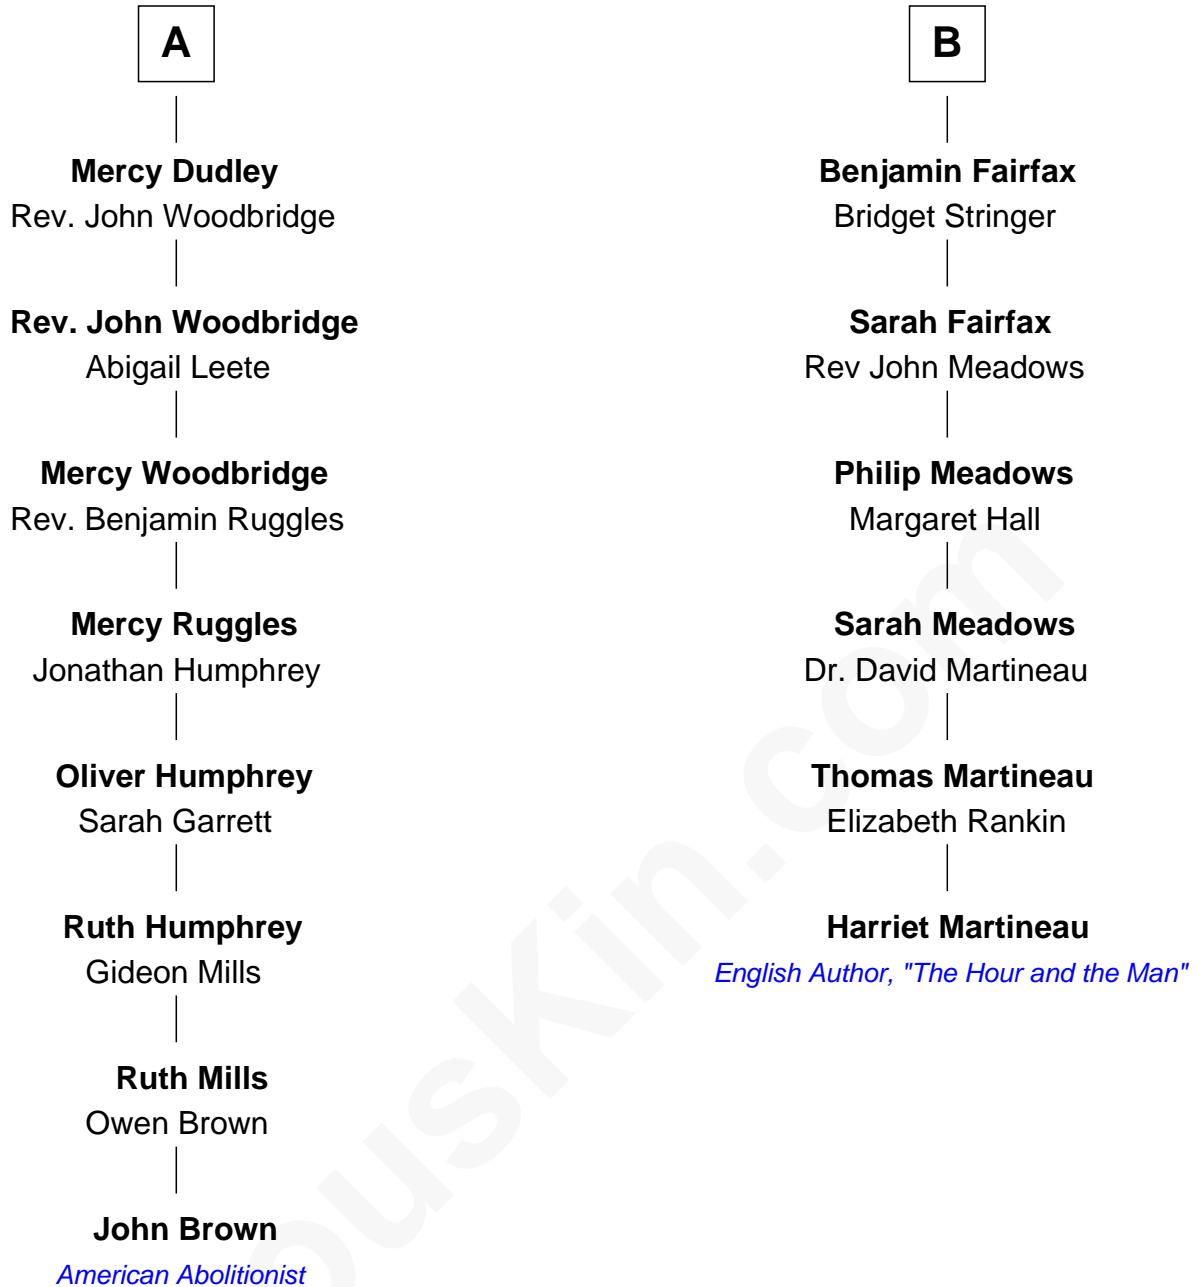 A
Mercy Dudley
Rev. John Woodbridge
Rev. John Woodbridge
Abigail Leete
Mercy Woodbridge
Rev. Benjamin Ruggles
Mercy Ruggles
Jonathan Humphrey
Oliver Humphrey
Sarah Garrett
Ruth Humphrey
Gideon Mills
Ruth Mills
Owen Brown
John Brown
American Abolitionist
B
Benjamin Fairfax
Bridget Stringer
Sarah Fairfax
Rev John Meadows
Philip Meadows
Margaret Hall
Sarah Meadows
Dr. David Martineau
Thomas Martineau
Elizabeth Rankin
Harriet Martineau
English Author, "The Hour and the Man"
ousKin.com